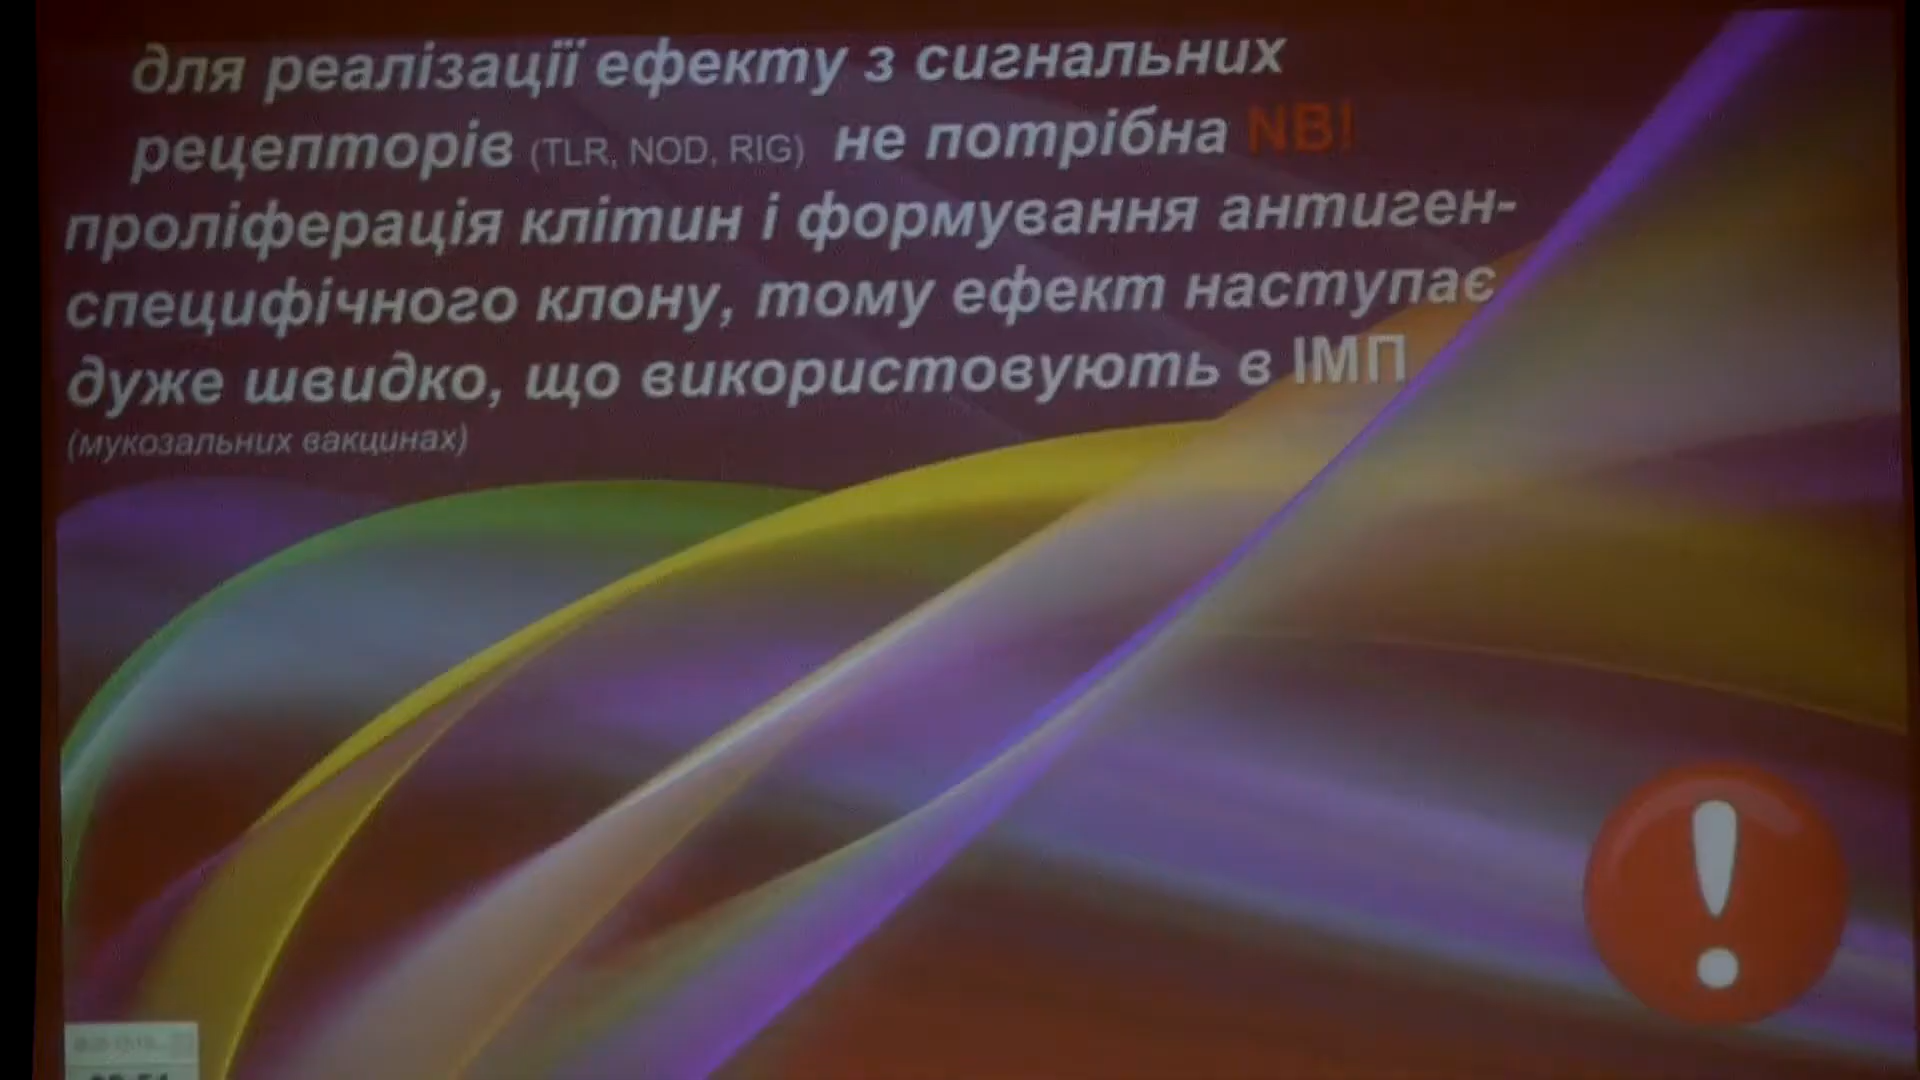 для реалізації ефекту з сигнальних
рецепторів (TLR, NOD, RIG) не потрібна NB!
проліферація клітин і формування антиген-
специфічного клону, тому ефект наступає
дуже швидко, що використовують в ІМП
(мукозальних вакцинах)